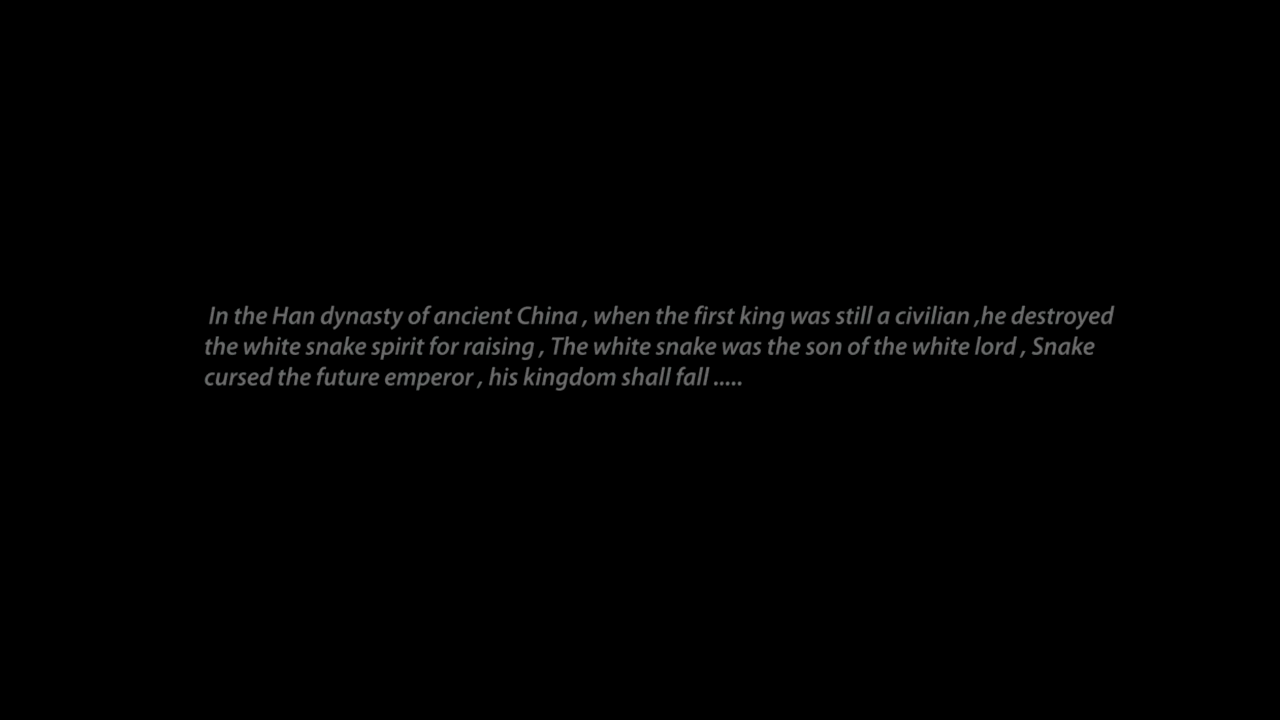 In the Han dynasty of ancient China , when the first king was still a civilian ,he destroyed
the white snake spirit for raising , The white snake was the son of the white lord , Snake
cursed the future emperor , his kingdom shall fall .....